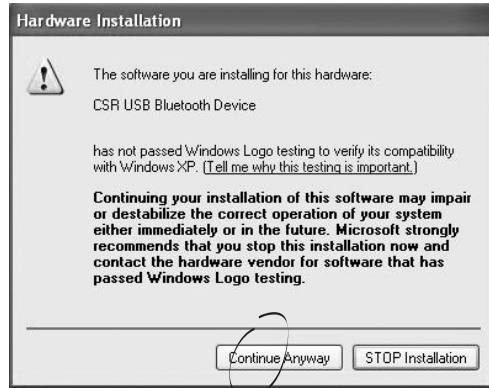 Hardware Installation
The software you are installing for this hardware:
CSR USB Bluetooth Device
has not passed Windows Logo testing to verify its compatibility
with Windows XP. (Tell me why this testing is important.)
Continuing your installation of this software may impair
or destabilize the correct operation of your system
either immediately or in the future. Microsoft strongly
recommends that you stop this installation now and
contact the hardware vendor for software that has
passed Windows Logo testing.
Continue Anyway STOP Installation